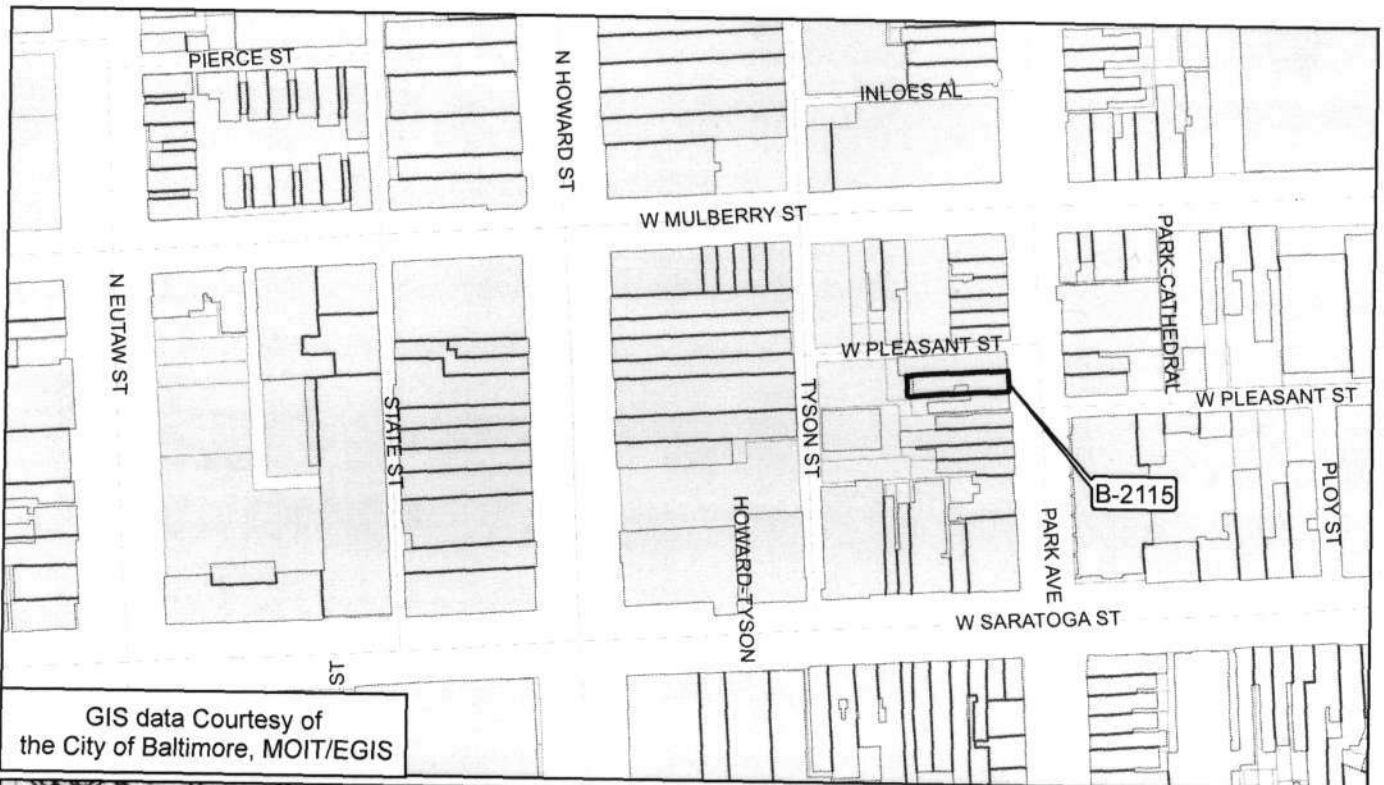 PIERCE ST
N HOWARD ST
INLOES AL
W MULBERRY ST
PARK-CATHEDRAL
N EUTAW ST
W PLEASANT ST
STATE ST
TYSON ST
W PLEASANT ST
B-2115
PLOY ST
HOWARD-TYSON
PARK AVE
W SARATOGA ST
ST
GIS data Courtesy of
the City of Baltimore, MOIT/EGIS